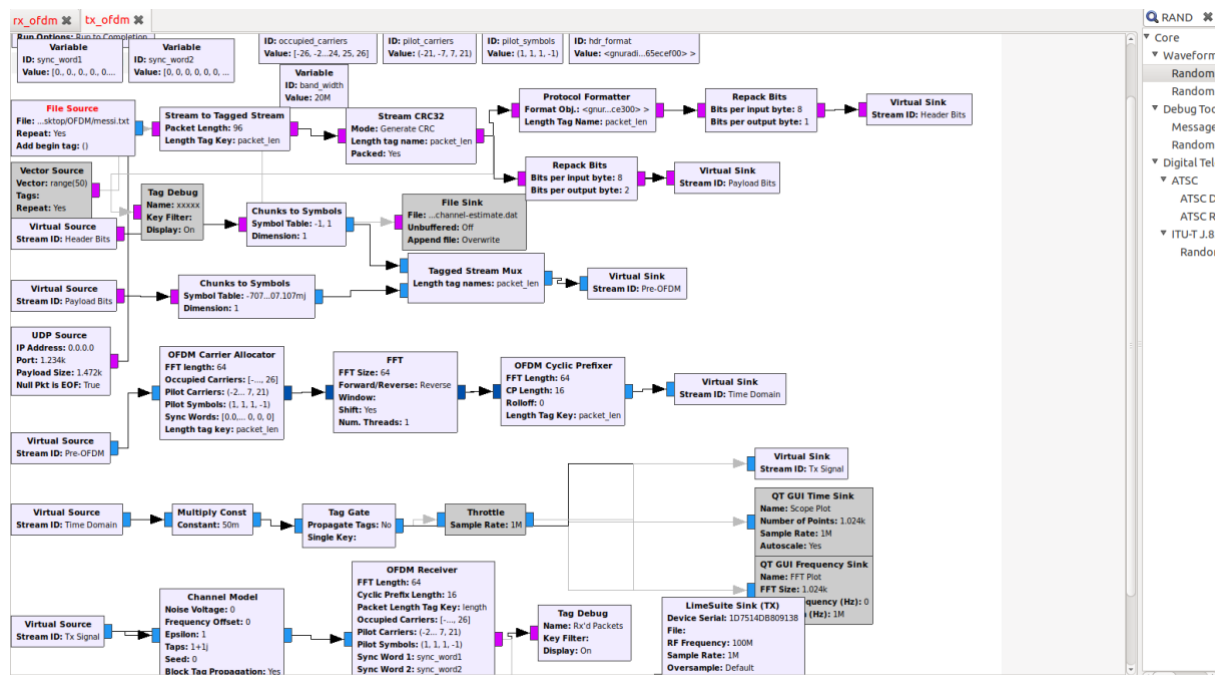 rx_ofdm
tx_ofdm
RAND
Run Options: Run to Completion
Variable
ID: sync_word1
Value: [0., 0., 0., 0., 0....
Variable
ID: sync_word2
Value: [0, 0, 0, 0, 0, 0, ...
ID: occupied_carriers
Value: [-26, -2...24, 25, 26]
ID: pilot_carriers
Value: (-21, -7, 7, 21)
ID: pilot_symbols
Value: (1, 1, 1, -1)
ID: hdr_format
Value: <gnuradi...65ecef00> >
Variable
ID: band_width
Value: 20M
File Source
File: ...sktop/OFDM/messi.txt
Repeat: Yes
Add begin tag: ()
Stream to Tagged Stream
Packet Length: 96
Length Tag Key: packet_len
Stream CRC32
Mode: Generate CRC
Length tag name: packet_len
Packed: Yes
Protocol Formatter
Format Obj.: <gnur...ce300> >
Length Tag Name: packet_len
Repack Bits
Bits per input byte: 8
Bits per output byte: 1
Virtual Sink
Stream ID: Header Bits
Repack Bits
Bits per input byte: 8
Bits per output byte: 2
Virtual Sink
Stream ID: Payload Bits
Vector Source
Vector: range(50)
Tags:
Repeat: Yes
Tag Debug
Name: xxxxx
Key Filter:
Display: On
Virtual Source
Stream ID: Header Bits
Chunks to Symbols
Symbol Table: -1, 1
Dimension: 1
File Sink
File: ...channel-estimate.dat
Unbuffered: Off
Append file: Overwrite
Tagged Stream Mux
Length tag names: packet_len
Virtual Sink
Stream ID: Pre-OFDM
Virtual Source
Stream ID: Payload Bits
Chunks to Symbols
Symbol Table: -707...07.107mj
Dimension: 1
UDP Source
IP Address: 0.0.0.0
Port: 1.234k
Payload Size: 1.472k
Null Pkt is EOF: True
OFDM Carrier Allocator
FFT length: 64
Occupied Carriers: [-..., 26]
Pilot Carriers: (-2... 7, 21)
Pilot Symbols: (1, 1, 1, -1)
Sync Words: [0.0,... 0, 0, 0]
Length tag key: packet_len
FFT
FFT Size: 64
Forward/Reverse: Reverse
Window:
Shift: Yes
Num. Threads: 1
OFDM Cyclic Prefixer
FFT Length: 64
CP Length: 16
Rolloff: 0
Length Tag Key: packet_len
Virtual Sink
Stream ID: Time Domain
Virtual Source
Stream ID: Pre-OFDM
Virtual Sink
Stream ID: Tx Signal
Virtual Source
Stream ID: Time Domain
Multiply Const
Constant: 50m
Tag Gate
Propagate Tags: No
Single Key:
Throttle
Sample Rate: 1M
QT GUI Time Sink
Name: Scope Plot
Number of Points: 1.024k
Sample Rate: 1M
Autoscale: Yes
QT GUI Frequency Sink
Name: FFT Plot
FFT Size: 1.024k
quency (Hz): 0
(Hz): 1M
Virtual Source
Stream ID: Tx Signal
Channel Model
Noise Voltage: 0
Frequency Offset: 0
Epsilon: 1
Taps: 1+1j
Seed: 0
Block Tag Propagation: Yes
OFDM Receiver
FFT Length: 64
Cyclic Prefix Length: 16
Packet Length Tag Key: length
Occupied Carriers: [-..., 26]
Pilot Carriers: (-2... 7, 21)
Pilot Symbols: (1, 1, 1, -1)
Sync Word 1: sync_word1
Sync Word 2: sync_word2
Tag Debug
Name: Rx'd Packets
Key Filter:
Display: On
LimeSuite Sink (TX)
Device Serial: 1D7514DB809138
File:
RF Frequency: 100M
Sample Rate: 1M
Oversample: Default
Core
Waveform
Random
Random
Debug Too
Message
Random
Digital Tel
ATSC
ATSC D
ATSC R
ITU-T J.8
Rando